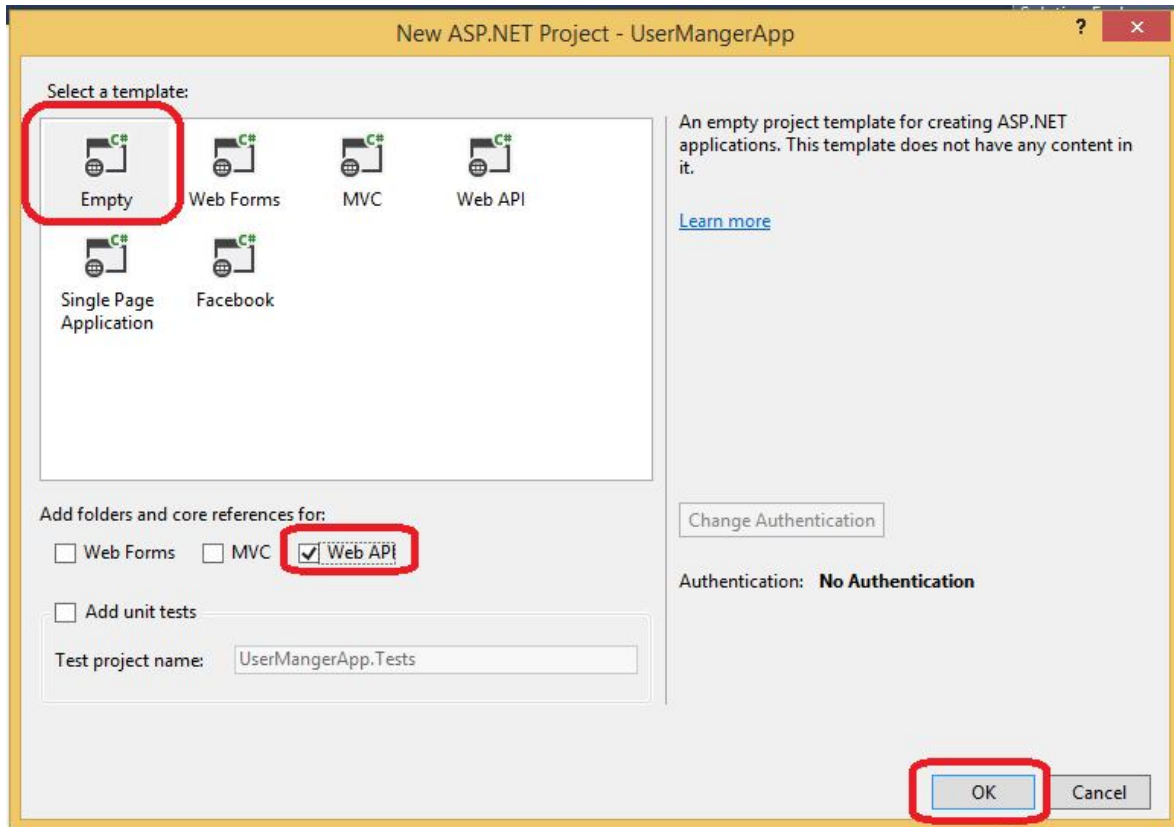 New ASP.NET Project - UserMangerApp
?
Select a template:
C#
C#
C#
C#
Empty
Web Forms
MVC
Web API
C#
C#
Single Page
Application
Facebook
An empty project template for creating ASP.NET
applications. This template does not have any content in
it.
Learn more
Add folders and core references for:
Web Forms
MVC
Web API
Add unit tests
Test project name:
UserMangerApp.Tests
Change Authentication
Authentication: No Authentication
OK
Cancel